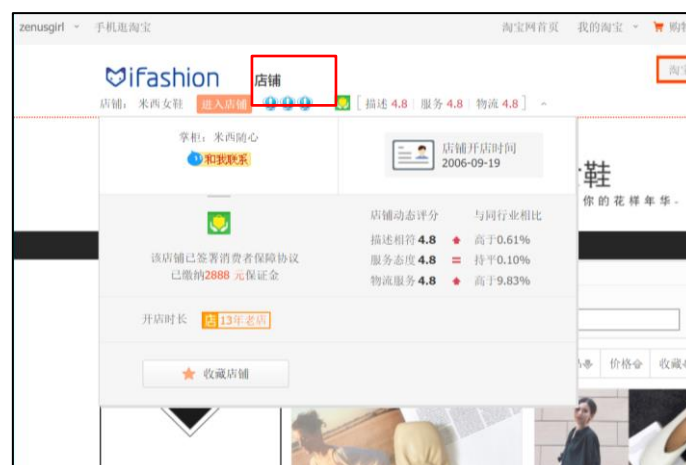 zenusgirl 手机逛淘宝 淘宝网首页 我的淘宝 购物
ifashion 店铺 淘宝
店铺： 米西女鞋 进入店铺 [ 描述 4.8 服务 4.8 物流 4.8 ]
掌柜： 米西随心
和我联系
店铺开店时间
2006-09-19
鞋
你的花样年华
店铺动态评分 与同行业相比
描述相符 4.8 高于0.61%
服务态度 4.8 持平0.10%
物流服务 4.8 高于9.83%
该店铺已签署消费者保障协议
已缴纳2888 元保证金
开店时长 店 13年老店
价格 收藏
收藏店铺